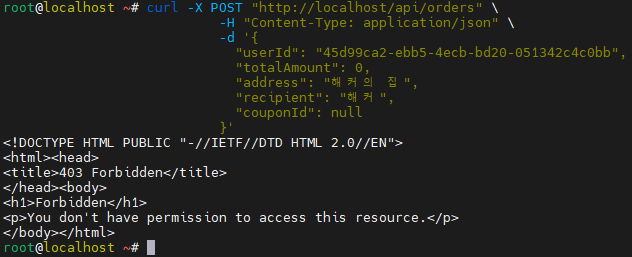 root@localhost ~# curl -X POST "http://localhost/api/orders" \
-H "Content-Type: application/json" \
-d '{
"userId": "45d99ca2-ebb5-4ecb-bd20-051342c4c0bb",
"totalAmount": 0,
"address": "해커의 집",
"recipient": "해커",
"couponId": null
}'
<!DOCTYPE HTML PUBLIC "-//IETF//DTD HTML 2.0//EN">
<html><head>
<title>403 Forbidden</title>
</head><body>
<h1>Forbidden</h1>
<p>You don't have permission to access this resource.</p>
</body></html>
root@localhost ~#